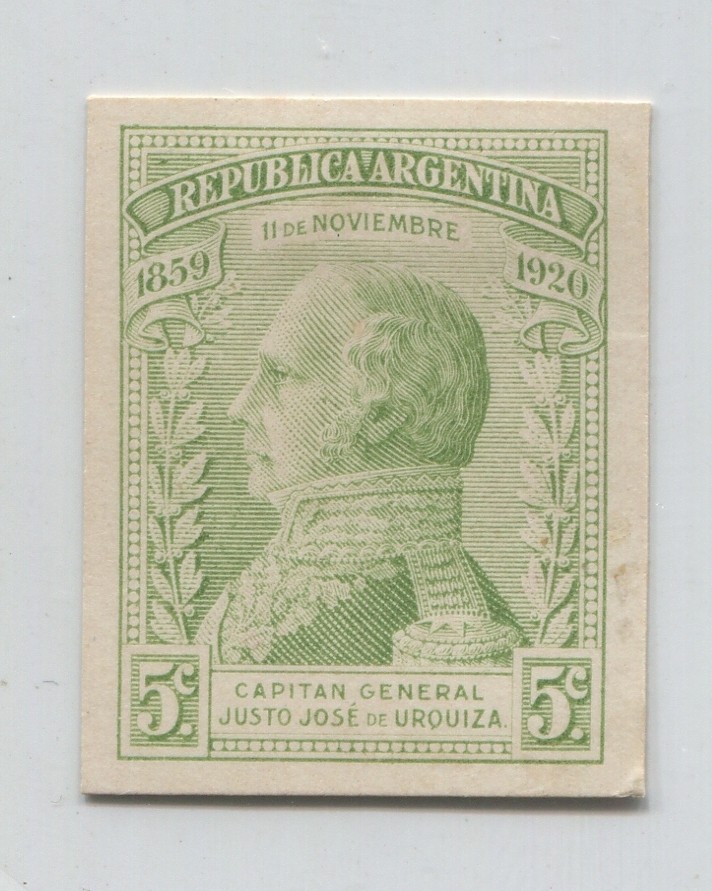 REPUBLICA ARGENTINA
11 DE NOVIEMBRE
1859 1920
5c. 5c.
CAPITAN GENERAL
JUSTO JOSÉ DE URQUIZA.